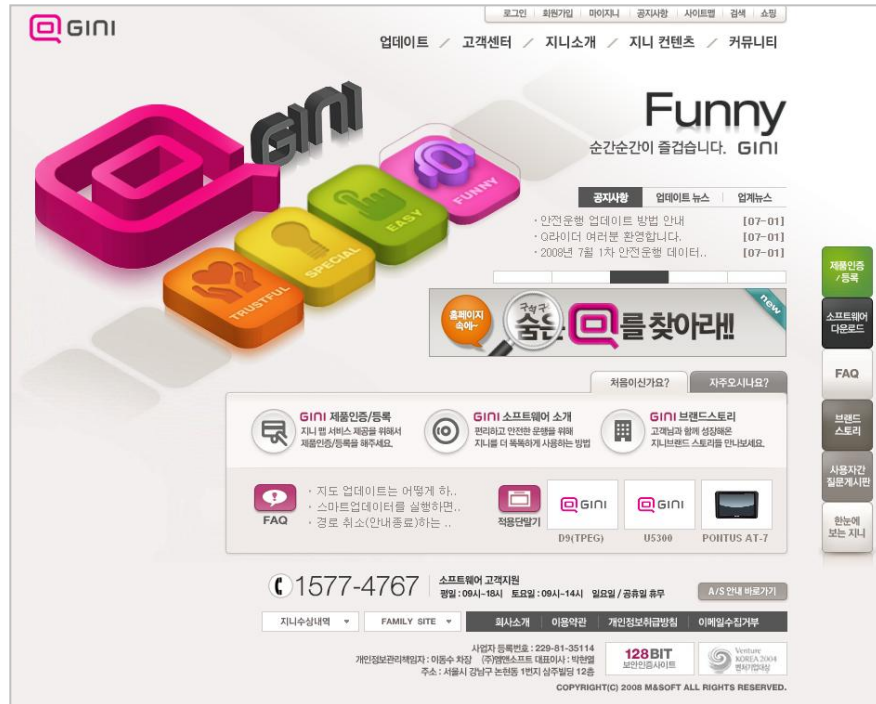 GINI
로그인 회원가입 마이지니 공지사항 사이트맵 검색 쇼핑
업데이트 / 고객센터 / 지니소개 / 지니 컨텐츠 / 커뮤니티
GINI
TRUSTFUL
SPECIAL
EASY
FUNNY
Funny
순간순간이 즐겁습니다. GINI
공지사항 업데이트 뉴스 업계뉴스
· 안전운행 업데이트 방법 안내 [07-01]
· Q라이더 여러분 환영합니다. [07-01]
· 2008년 7월 1차 안전운행 데이터.. [07-01]
홈페이지 속에~
구석구석
숨은 를 찾아라!!!
new
제품인증 /등록
소프트웨어 다운로드
FAQ
브랜드 스토리
사용자간 질문게시판
한눈에 보는 지니
처음이신가요? 자주오시나요?
GINI 제품인증/등록
지니 맵 서비스 제공을 위해서
제품인증/등록을 해주세요.
GINI 소프트웨어 소개
편리하고 안전한 운행을 위해
지니를 더 똑똑하게 사용하는 방법
GINI 브랜드스토리
고객님과 함께 성장해온
지니브랜드 스토리를 만나보세요.
FAQ
· 지도 업데이트는 어떻게 하..
· 스마트업데이터를 실행하면..
· 경로 취소(안내종료)하는 ..
적용단말기
GINI
D9(TPEG)
GINI
U5300
PONTUS AT-7
1577-4767
소프트웨어 고객지원
평일 : 09시~18시 토요일 : 09시~14시 일요일 / 공휴일 휴무
A/S 안내 바로가기
지니수상내역 FAMILY SITE 회사소개 이용약관 개인정보취급방침 이메일수집거부
사업자 등록번호 : 229-81-35114
개인정보관리책임자 : 이동수 차장 (주)엠앤소프트 대표이사 : 박현열
주소 : 서울시 강남구 논현동 1번지 삼주빌딩 12층
128BIT
보안인증사이트
Venture
KOREA 2004
벤처기업대상
COPYRIGHT(C) 2008 M&SOFT ALL RIGHTS RESERVED.